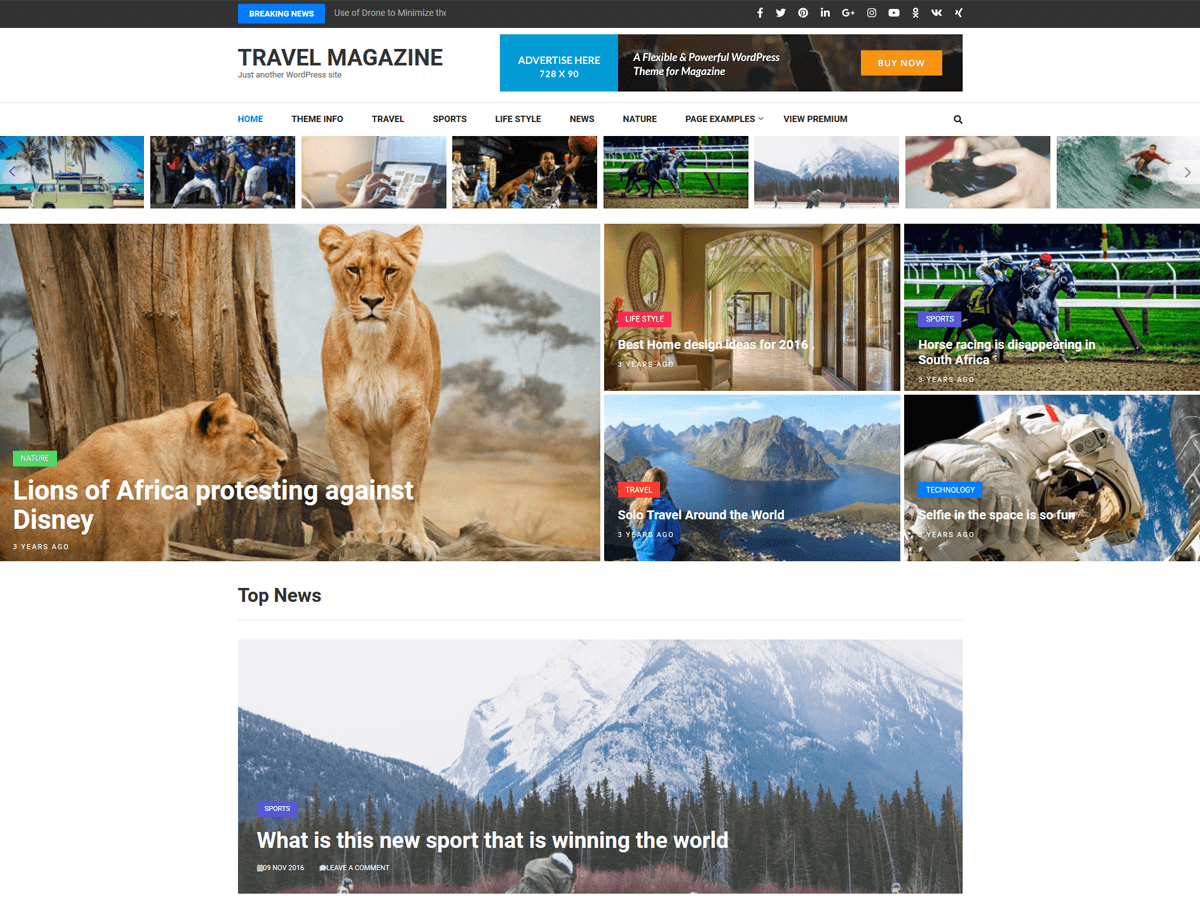 BREAKING NEWS
Use of Drone to Minimize the
TRAVEL MAGAZINE
Just another WordPress site
ADVERTISE HERE
728 X 90
A Flexible & Powerful WordPress
Theme for Magazine
BUY NOW
HOME
THEME INFO
TRAVEL
SPORTS
LIFE STYLE
NEWS
NATURE
PAGE EXAMPLES
VIEW PREMIUM
NATURE
Lions of Africa protesting against
Disney
3 YEARS AGO
LIFE STYLE
Best Home design ideas for 2016 .
3 YEARS AGO
SPORTS
Horse racing is disappearing in
South Africa
3 YEARS AGO
TRAVEL
Solo Travel Around the World
3 YEARS AGO
TECHNOLOGY
Selfie in the space is so fun
3 YEARS AGO
Top News
SPORTS
What is this new sport that is winning the world
09 NOV 2016
LEAVE A COMMENT